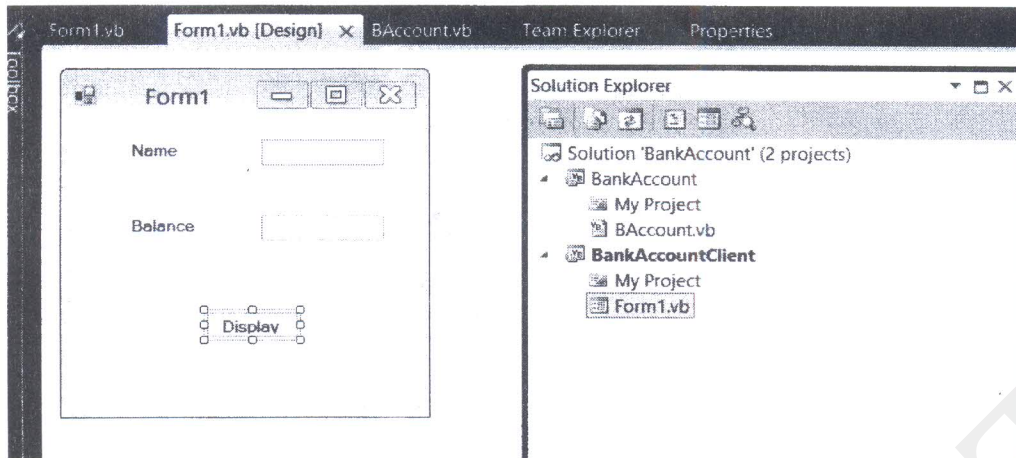 Form1.vb
Form1.vb [Design]
BAccount.vb
Team Explorer
Properties
Toolbox
Form1
Name
Balance
Display
Solution Explorer
Solution 'BankAccount' (2 projects)
BankAccount
My Project
BAccount.vb
BankAccountClient
My Project
Form1.vb